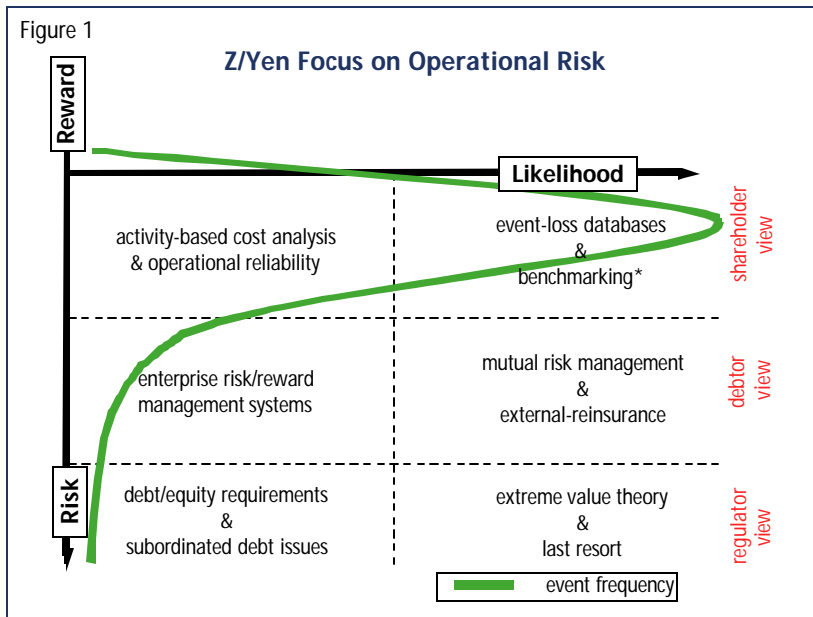 Figure 1
Z/Yen Focus on Operational Risk
Reward
Likelihood
activity-based cost analysis
& operational reliability
event-loss databases
&
benchmarking*
shareholder
view
enterprise risk/reward
management systems
mutual risk management
&
external-reinsurance
debtor
view
Risk
debt/equity requirements
&
subordinated debt issues
extreme value theory
&
last resort
regulator
view
event frequency